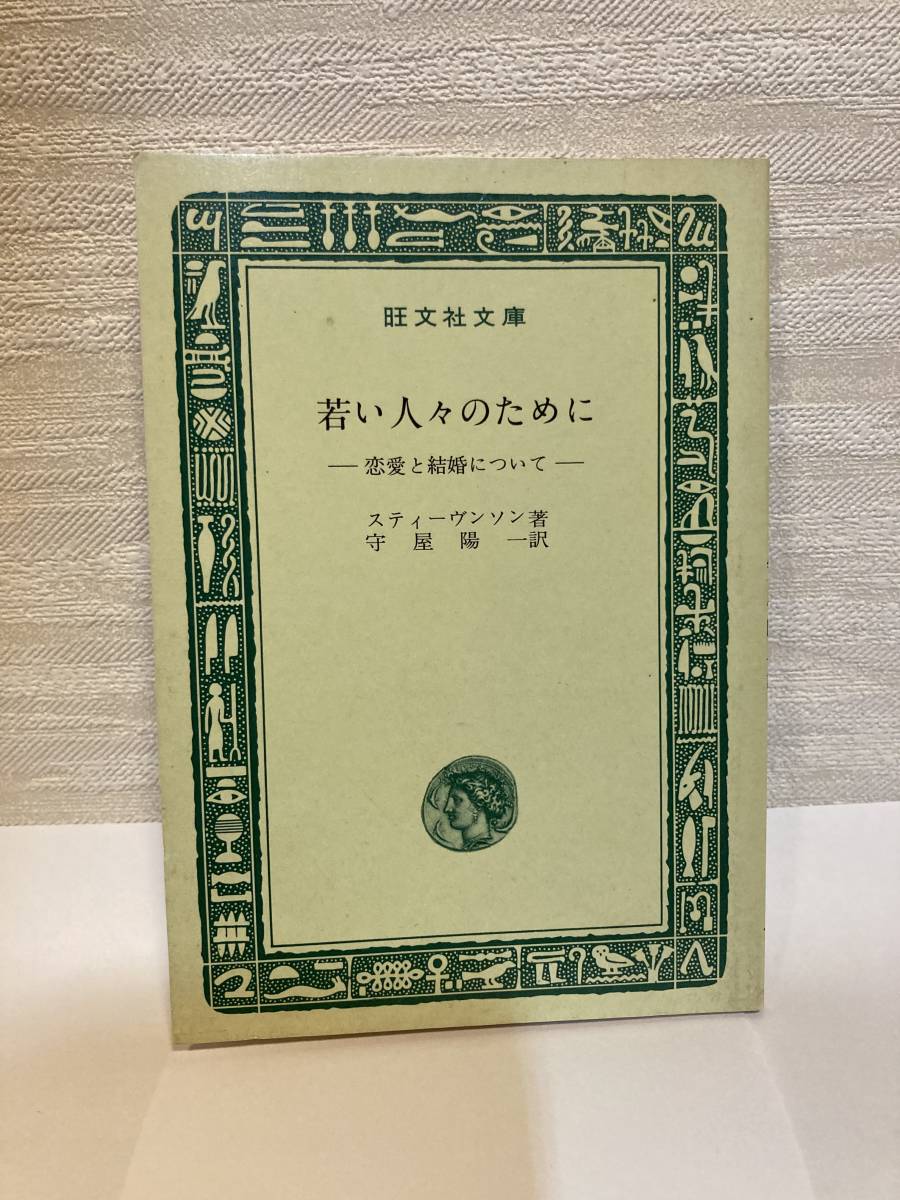 旺文社文庫
若い人々のために
―恋愛と結婚について―
スティーヴンソン著
守屋陽一訳